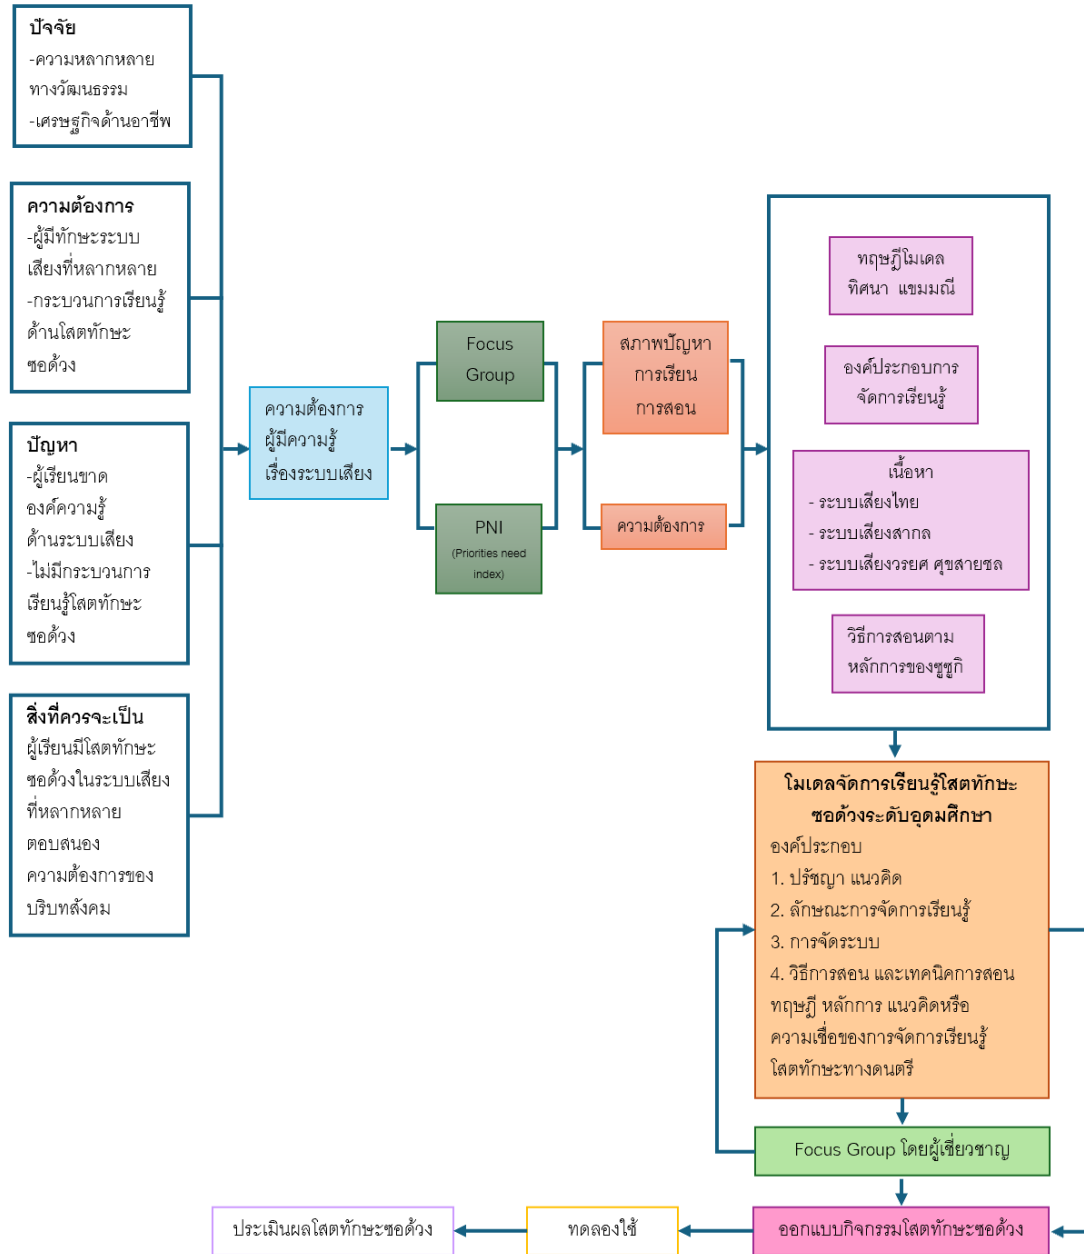 ปัจจัย
-ความหลากหลาย
ทางวัฒนธรรม
-เศรษฐกิจด้านอาชีพ
ความต้องการ
-ผู้มีทักษะระบบ
เสียงที่หลากหลาย
-กระบวนการเรียนรู้
ด้านโสตทักษะ
ซอด้วง
ปัญหา
-ผู้เรียนขาด
องค์ความรู้
ด้านระบบเสียง
-ไม่มีกระบวนการ
เรียนรู้โสตทักษะ
ซอด้วง
สิ่งที่ควรจะเป็น
ผู้เรียนมีโสตทักษะ
ซอด้วงในระบบเสียง
ที่หลากหลาย
ตอบสนอง
ความต้องการของ
บริบทสังคม
ความต้องการ
ผู้มีความรู้
เรื่องระบบเสียง
Focus
Group
PNI
(Priorities need
index)
สภาพปัญหา
การเรียน
การสอน
ความต้องการ
ทฤษฎีโมเดล
ทิศนา แขมมณี
องค์ประกอบการ
จัดการเรียนรู้
เนื้อหา
- ระบบเสียงไทย
- ระบบเสียงสากล
- ระบบเสียงวรยศ ศุขสายชล
วิธีการสอนตาม
หลักการของซูซูกิ
โมเดลจัดการเรียนรู้โสตทักษะ
ซอด้วงระดับอุดมศึกษา
องค์ประกอบ
1. ปรัชญา แนวคิด
2. ลักษณะการจัดการเรียนรู้
3. การจัดระบบ
4. วิธีการสอน และเทคนิคการสอน
ทฤษฎี หลักการ แนวคิดหรือ
ความเชื่อของการจัดการเรียนรู้
โสตทักษะทางดนตรี
Focus Group โดยผู้เชี่ยวชาญ
ออกแบบกิจกรรมโสตทักษะซอด้วง
ทดลองใช้
ประเมินผลโสตทักษะซอด้วง